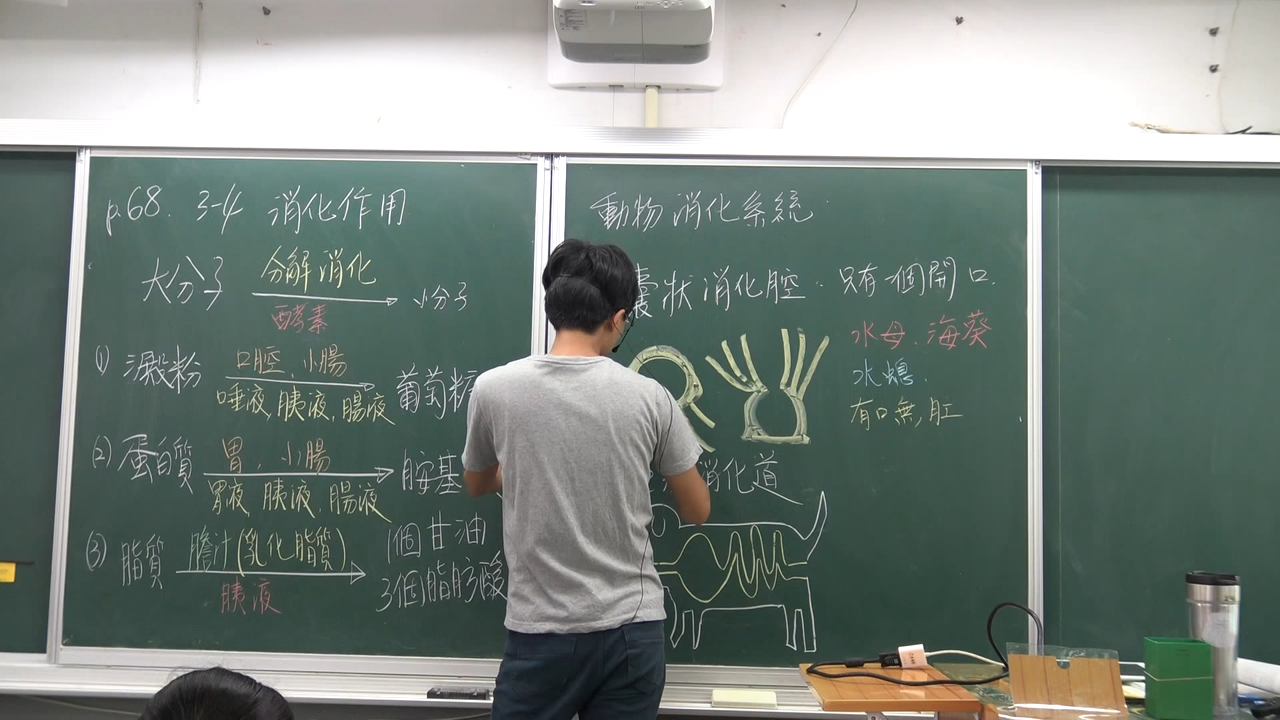 p.68. 3-4 消化作用
大分子 分解消化 小分子
酵素
(1) 澱粉 口腔、小腸 葡萄糖
唾液、胰液、腸液
(2) 蛋白質 胃、小腸 胺基
胃液、胰液、腸液
(3) 脂質 膽汁(乳化脂質) 1個甘油
胰液 3個脂肪酸
動物消化系統
囊狀消化腔:只有1個開口.
水母、海葵
水螅.
有口無肛
消化道